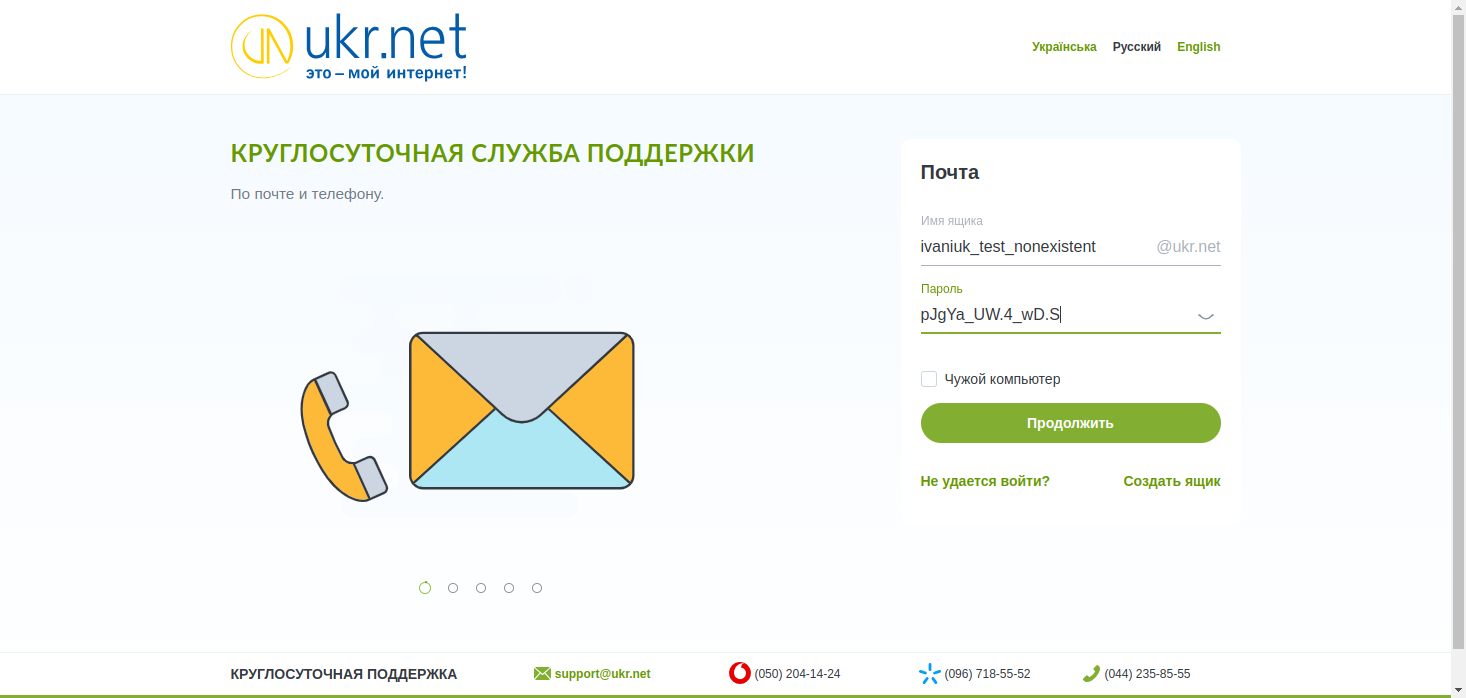 ukr.net
это – мой интернет!
Українська Русский English
КРУГЛОСУТОЧНАЯ СЛУЖБА ПОДДЕРЖКИ
По почте и телефону.
Почта
Имя ящика
ivaniuk_test_nonexistent @ukr.net
Пароль
pJgYa_UW.4_wD.S
Чужой компьютер
Продолжить
Не удается войти? Создать ящик
КРУГЛОСУТОЧНАЯ ПОДДЕРЖКА support@ukr.net (050) 204-14-24 (096) 718-55-52 (044) 235-85-55